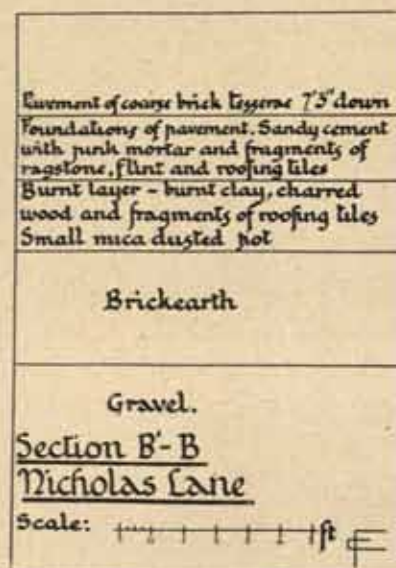 Pavement of coarse brick tesserae 7'3" down
Foundations of pavement. Sandy cement
with pink mortar and fragments of
ragstone, flint and roofing tiles
Burnt layer - burnt clay, charred
wood and fragments of roofing tiles
Small mica dusted pot
Brickearth
Gravel.
Section B'-B
Nicholas Lane
Scale: ft